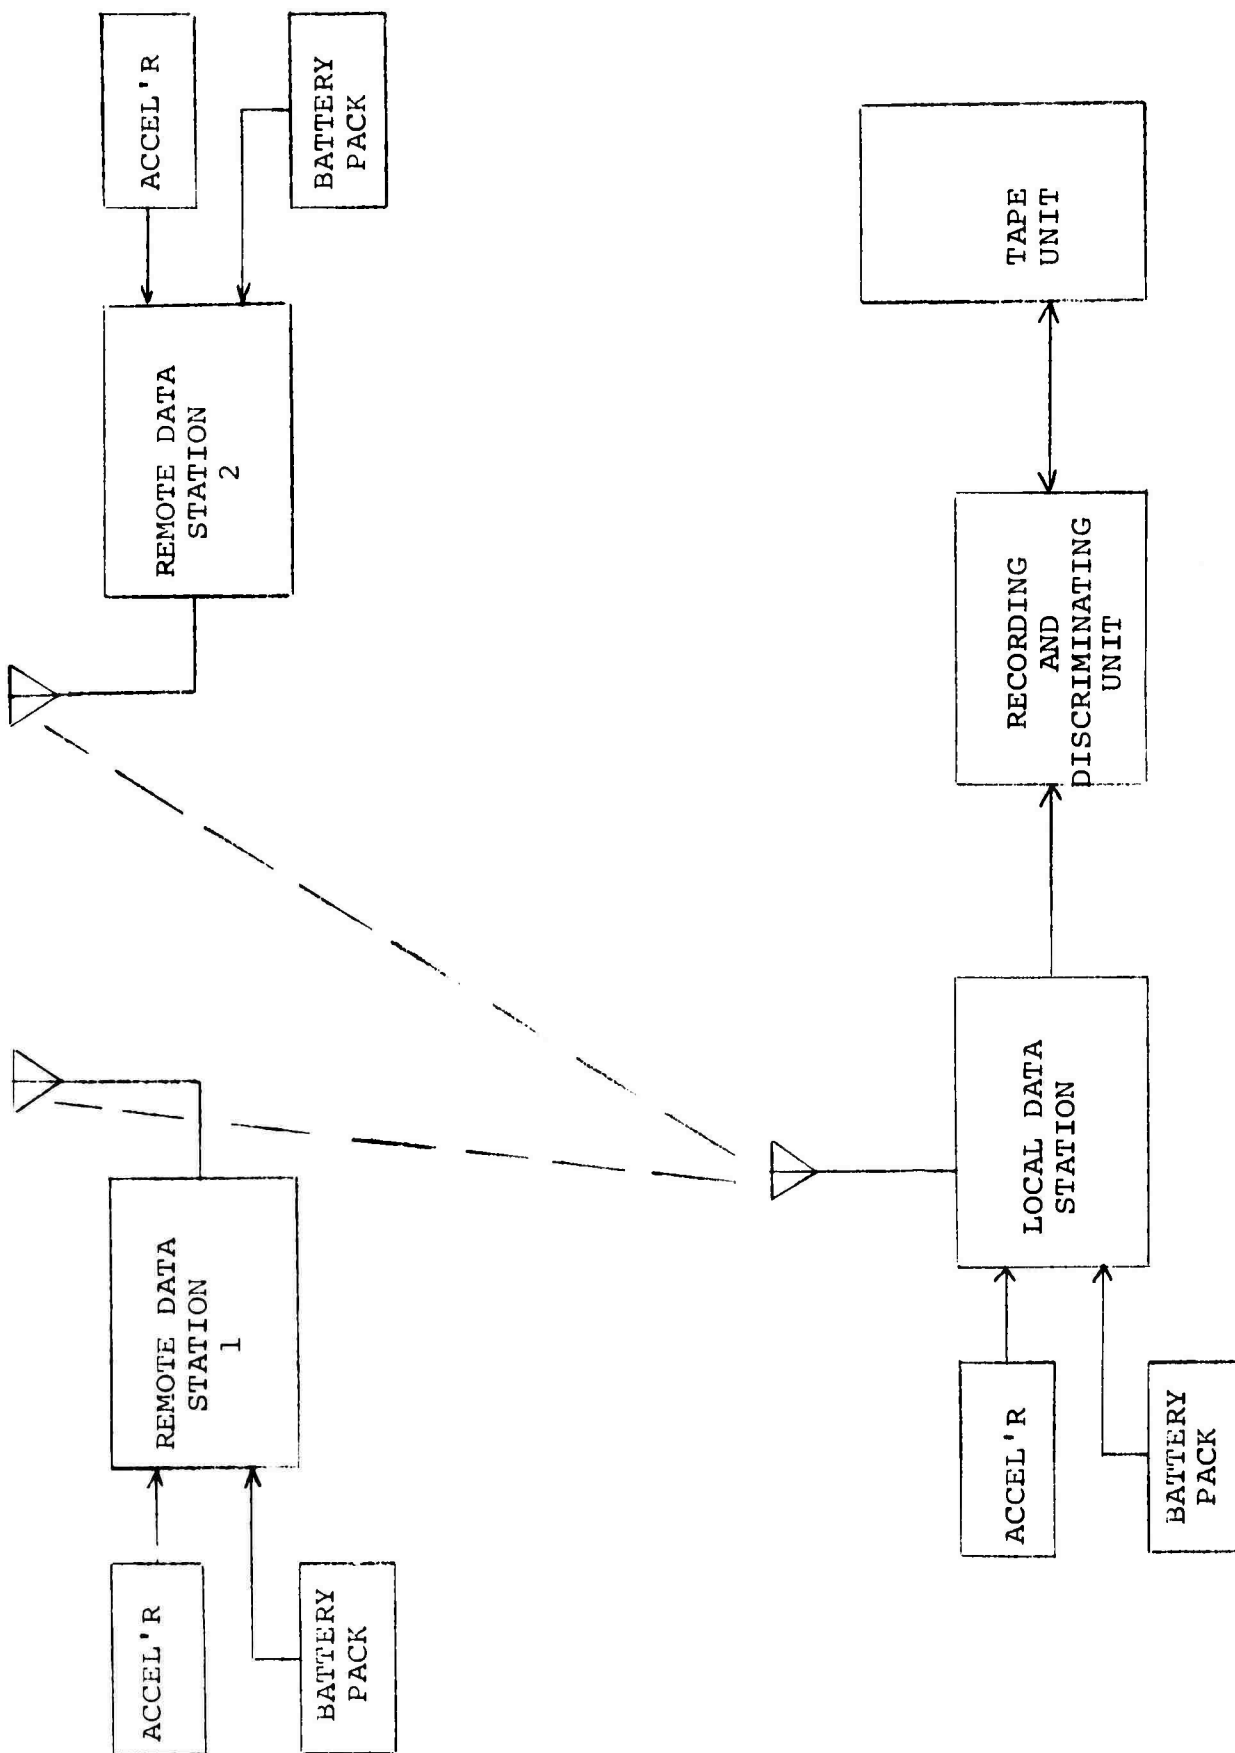 ACCEL'R
BATTERY
PACK
REMOTE DATA
STATION
1
REMOTE DATA
STATION
2
ACCEL'R
BATTERY
PACK
ACCEL'R
BATTERY
PACK
LOCAL DATA
STATION
RECORDING
AND
DISCRIMINATING
UNIT
TAPE
UNIT